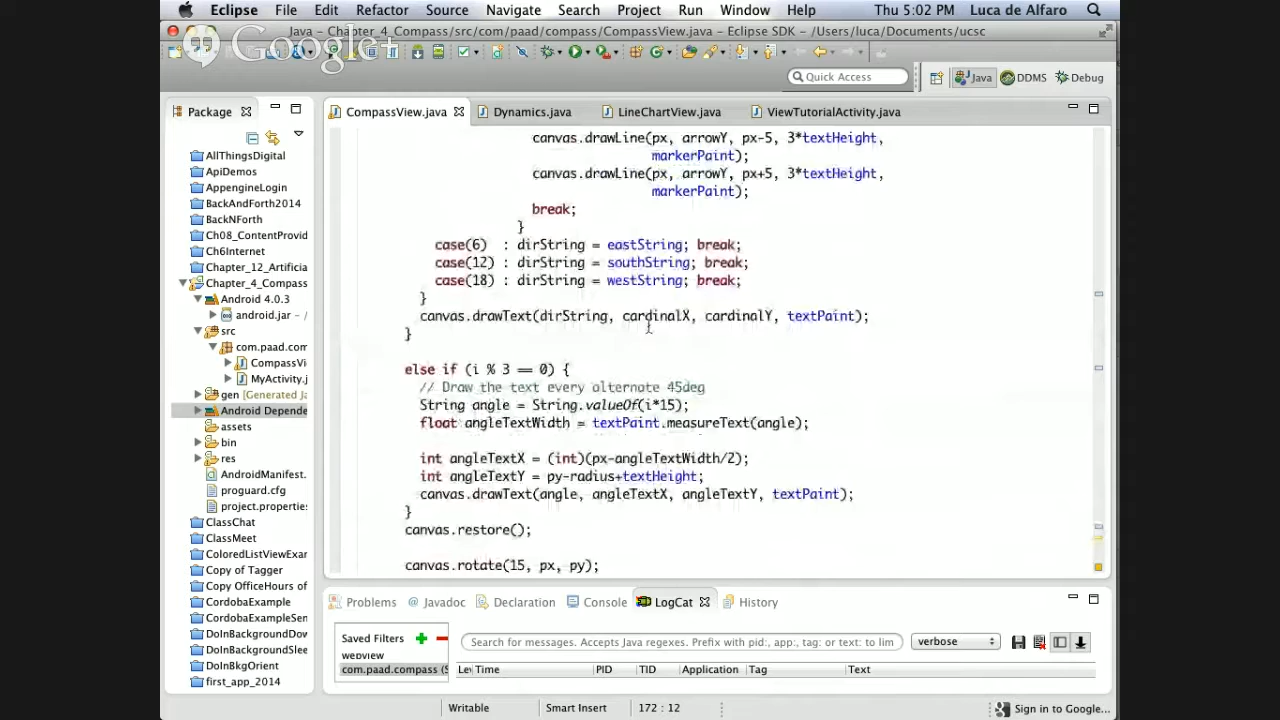 Eclipse File Edit Refactor Source Navigate Search Project Run Window Help Thu 5:02 PM Luca de Alfaro
Java – Chapter_4_Compass/src/com/paad/compass/CompassView.java – Eclipse SDK – /Users/luca/Documents/ucsc
Google+
Quick Access Java DDMS Debug
Package
CompassView.java Dynamics.java LineChartView.java ViewTutorialActivity.java
AllThingsDigital
ApiDemos
AppengineLogin
BackAndForth2014
BackNForth
Ch08_ContentProvid
Ch6Internet
Chapter_12_Artificia
Chapter_4_Compass
Android 4.0.3
android.jar
src
com.paad.com
CompassVi
MyActivity.j
gen [Generated Ja
Android Depende
assets
bin
res
AndroidManifest.
proguard.cfg
project.properties
ClassChat
ClassMeet
ColoredListViewExar
Copy of Tagger
Copy OfficeHours of
CordobaExample
CordobaExampleSen
DoInBackgroundDow
DoInBackgroundSlee
DoInBkgOrient
first_app_2014
canvas.drawLine(px, arrowY, px-5, 3*textHeight,
markerPaint);
canvas.drawLine(px, arrowY, px+5, 3*textHeight,
markerPaint);
break;
}
case(6) : dirString = eastString; break;
case(12) : dirString = southString; break;
case(18) : dirString = westString; break;
}
canvas.drawText(dirString, cardinalX, cardinalY, textPaint);
}
else if (i % 3 == 0) {
// Draw the text every alternate 45deg
String angle = String.valueOf(i*15);
float angleTextWidth = textPaint.measureText(angle);
int angleTextX = (int)(px-angleTextWidth/2);
int angleTextY = py-radius+textHeight;
canvas.drawText(angle, angleTextX, angleTextY, textPaint);
}
canvas.restore();
canvas.rotate(15, px, py);
Problems @ Javadoc Declaration Console LogCat History
Saved Filters
webview
com.paad.compass (S
Search for messages. Accepts Java regexes. Prefix with pid:, app:, tag: or text: to lim
verbose
Time PID TID Application Tag Text
Writable Smart Insert 172 : 12 Sign in to Google...